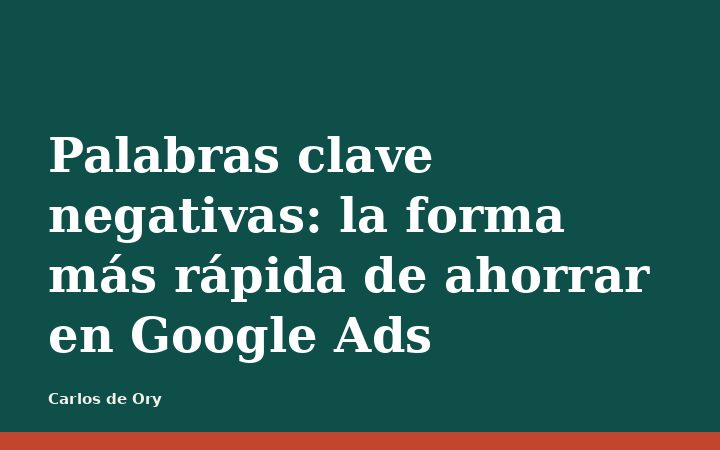 Palabras clave
negativas: la forma
más rápida de ahorrar
en Google Ads
Carlos de Ory